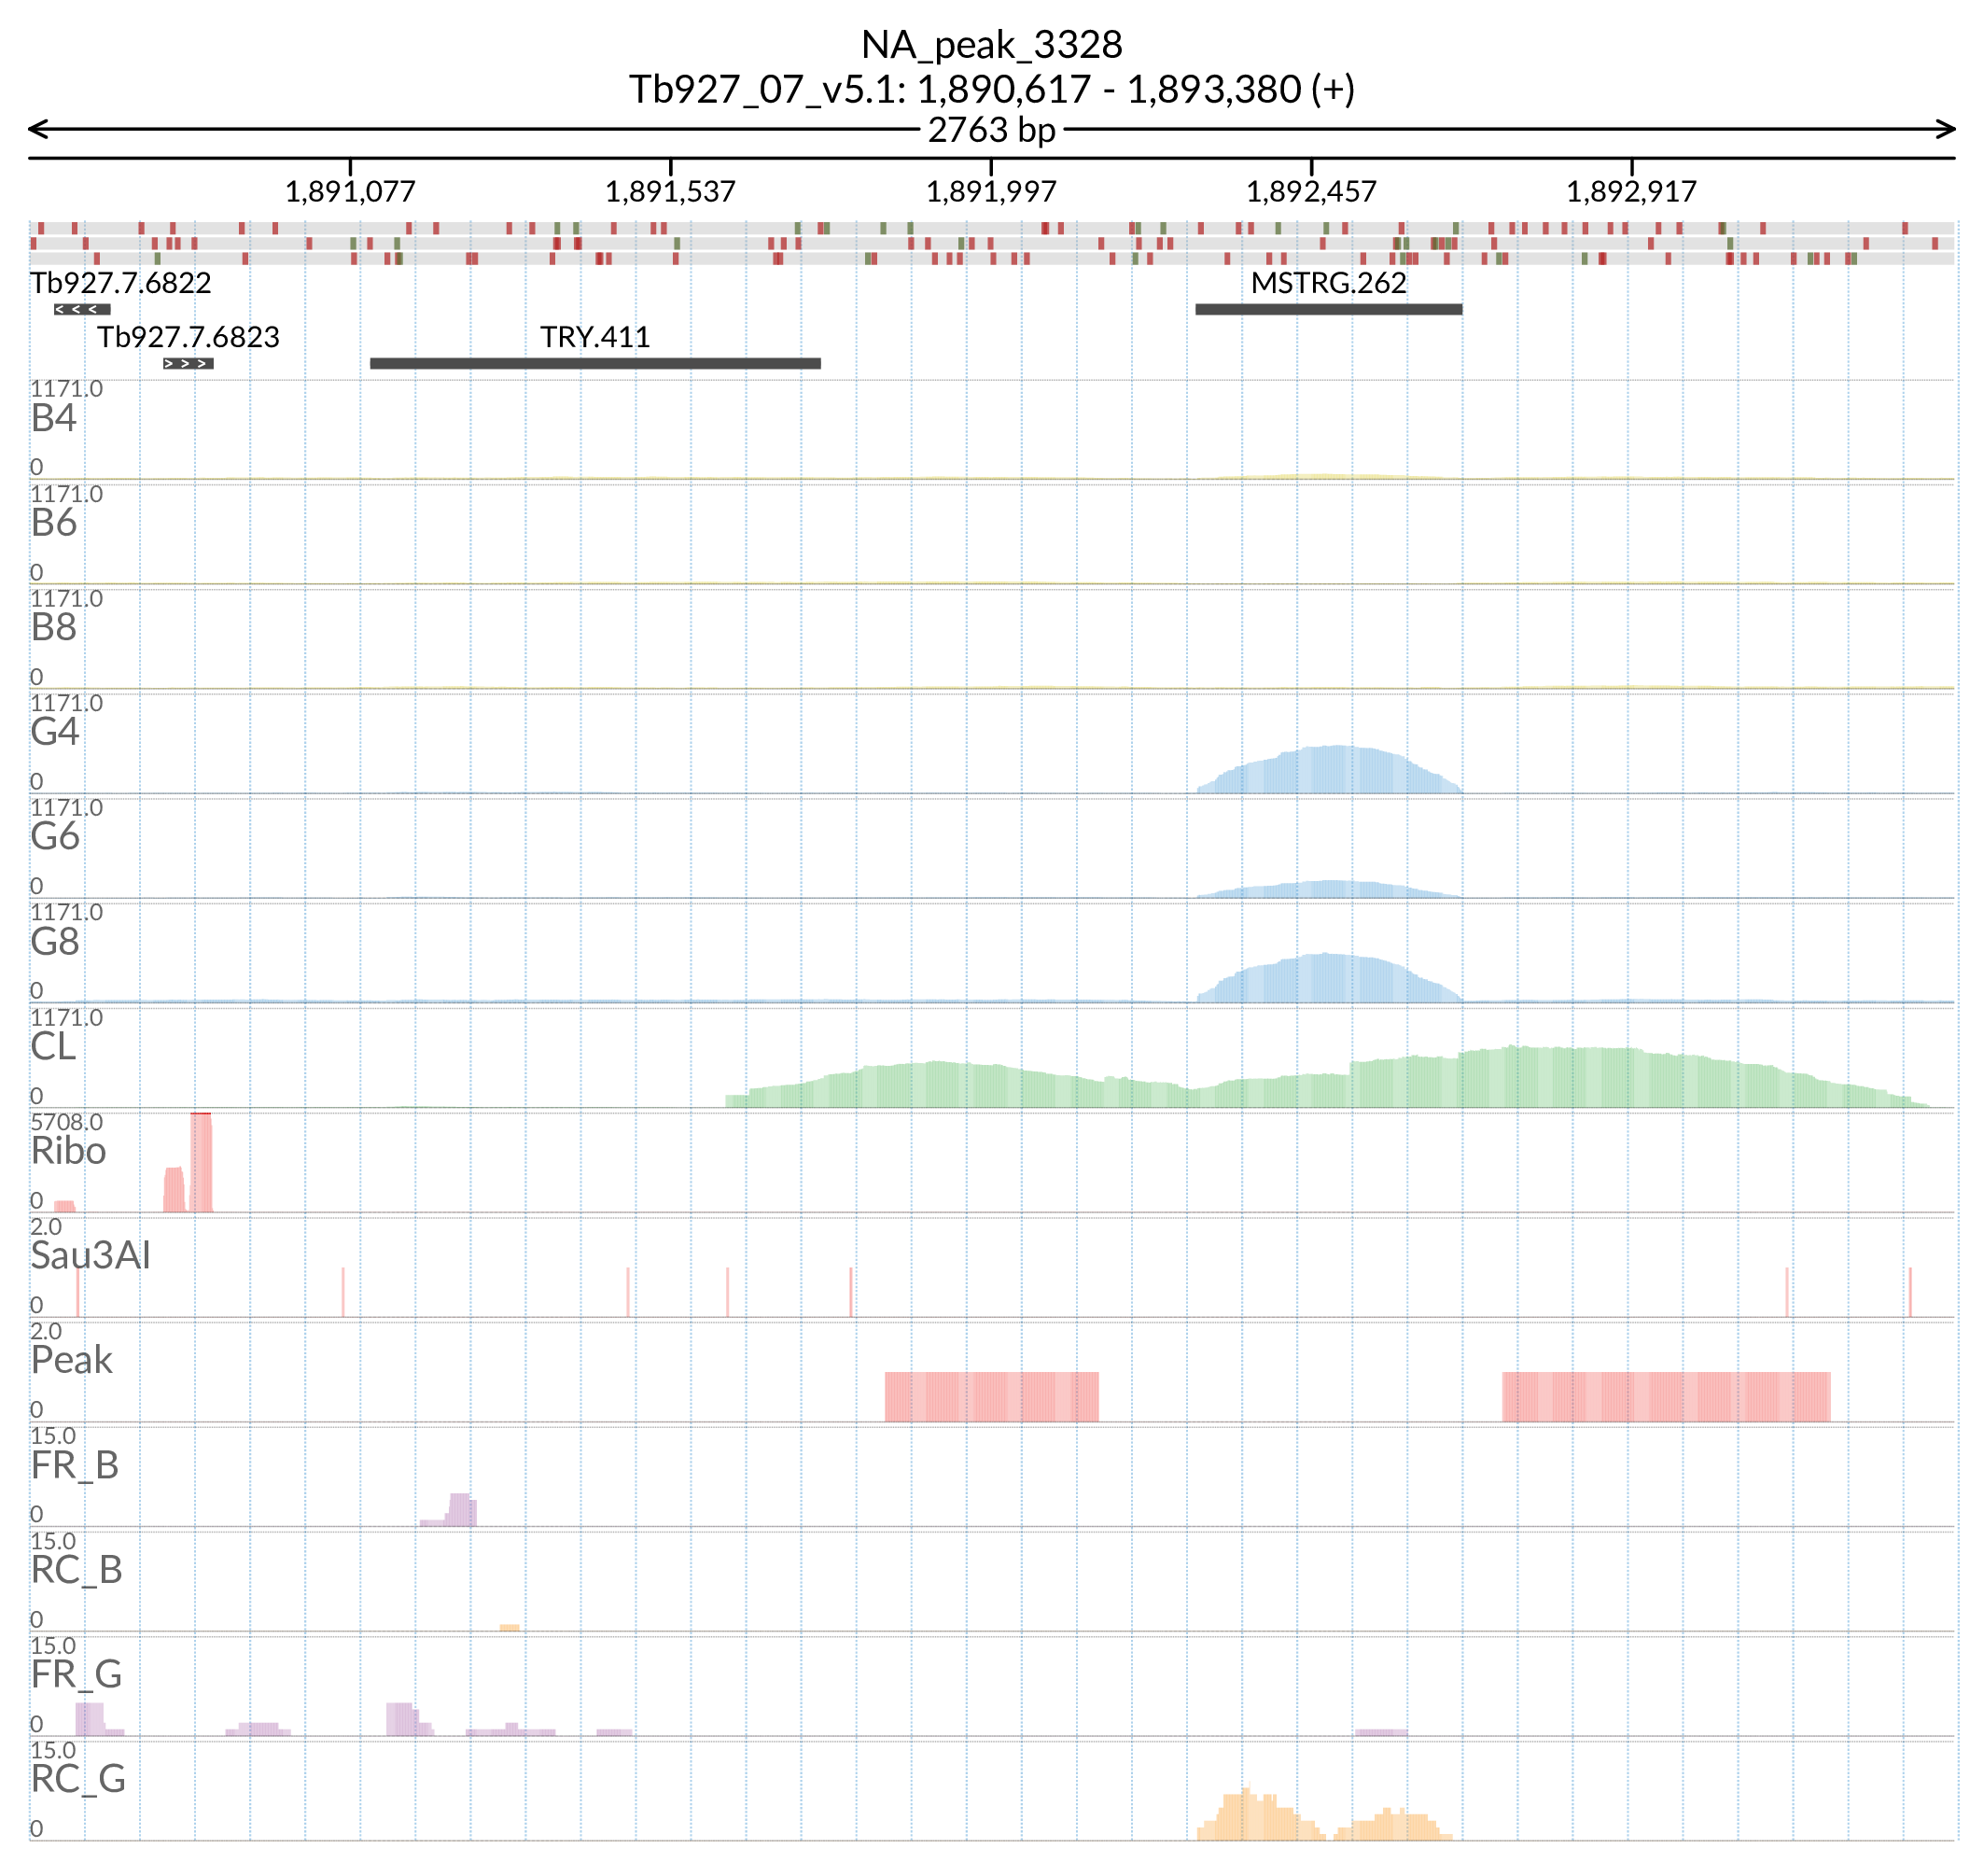 NA_peak_3328
Tb927_07_v5.1: 1,890,617 - 1,893,380 (+)
2763 bp
1,891,077 1,891,537 1,891,997 1,892,457 1,892,917
Tb927.7.6822 MSTRG.262
< < <
Tb927.7.6823 TRY.411
> > >
1171.0
B4
0
1171.0
B6
0
1171.0
B8
0
1171.0
G4
0
1171.0
G6
0
1171.0
G8
0
1171.0
CL
0
5708.0
Ribo
0
2.0
Sau3AI
0
2.0
Peak
0
15.0
FR_B
0
15.0
RC_B
0
15.0
FR_G
0
15.0
RC_G
0